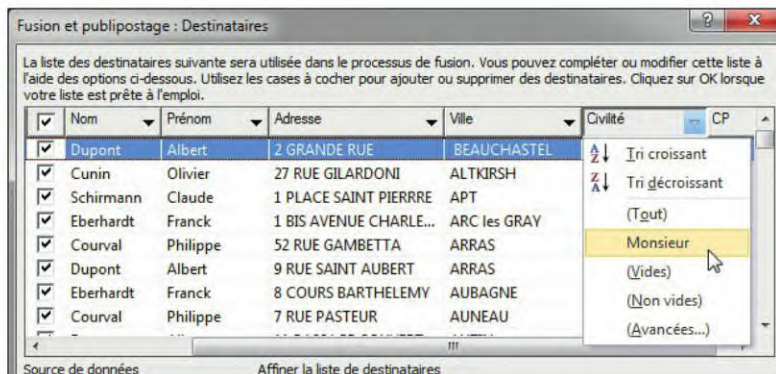 Fusion et publipostage : Destinataires
La liste des destinataires suivante sera utilisée dans le processus de fusion. Vous pouvez compléter ou modifier cette liste à
l'aide des options ci-dessous. Utilisez les cases à cocher pour ajouter ou supprimer des destinataires. Cliquez sur OK lorsque
votre liste est prête à l'emploi.
Nom Prénom Adresse Ville Civilité CP
Dupont Albert 2 GRANDE RUE BEAUCHASTEL
Cunin Olivier 27 RUE GILARDONI ALTKIRSH
Schirmann Claude 1 PLACE SAINT PIERRRE APT
Eberhardt Franck 1 BIS AVENUE CHARLE... ARC les GRAY
Courval Philippe 52 RUE GAMBETTA ARRAS
Dupont Albert 9 RUE SAINT AUBERT ARRAS
Eberhardt Franck 8 COURS BARTHELEMY AUBAGNE
Courval Philippe 7 RUE PASTEUR AUNEAU
Tri croissant
Tri décroissant
(Tout)
Monsieur
(Vides)
(Non vides)
(Avancées...)
Source de données Affiner la liste de destinataires